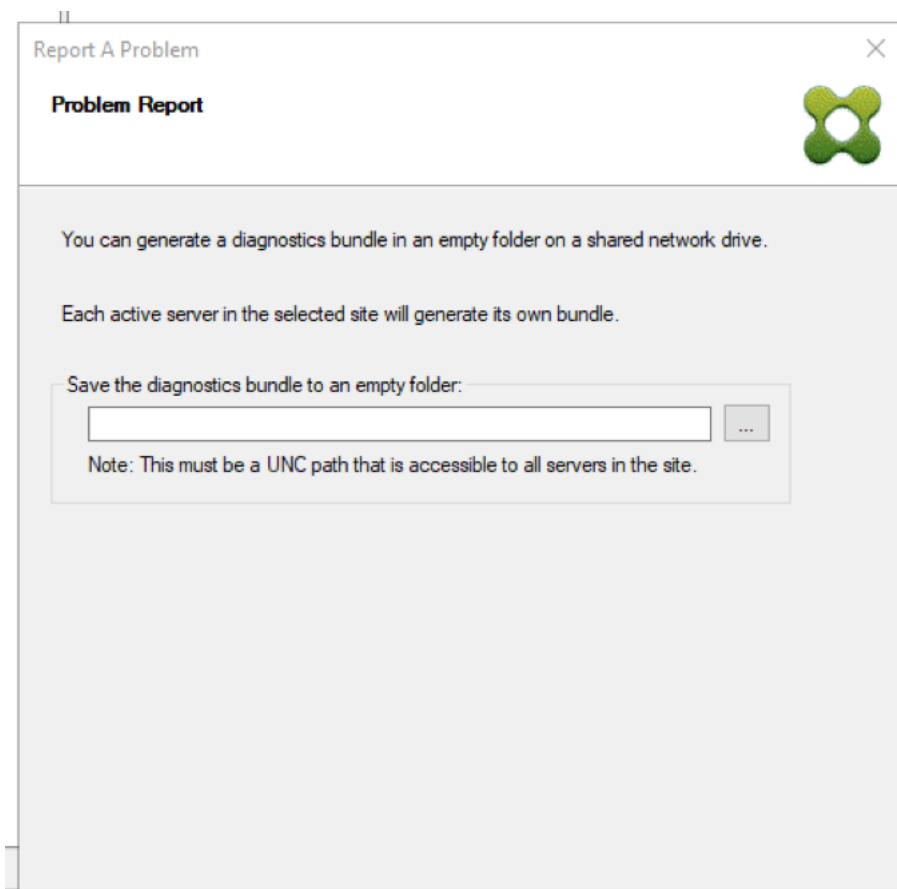 Report A Problem
Problem Report
You can generate a diagnostics bundle in an empty folder on a shared network drive.
Each active server in the selected site will generate its own bundle.
Save the diagnostics bundle to an empty folder:
...
Note: This must be a UNC path that is accessible to all servers in the site.